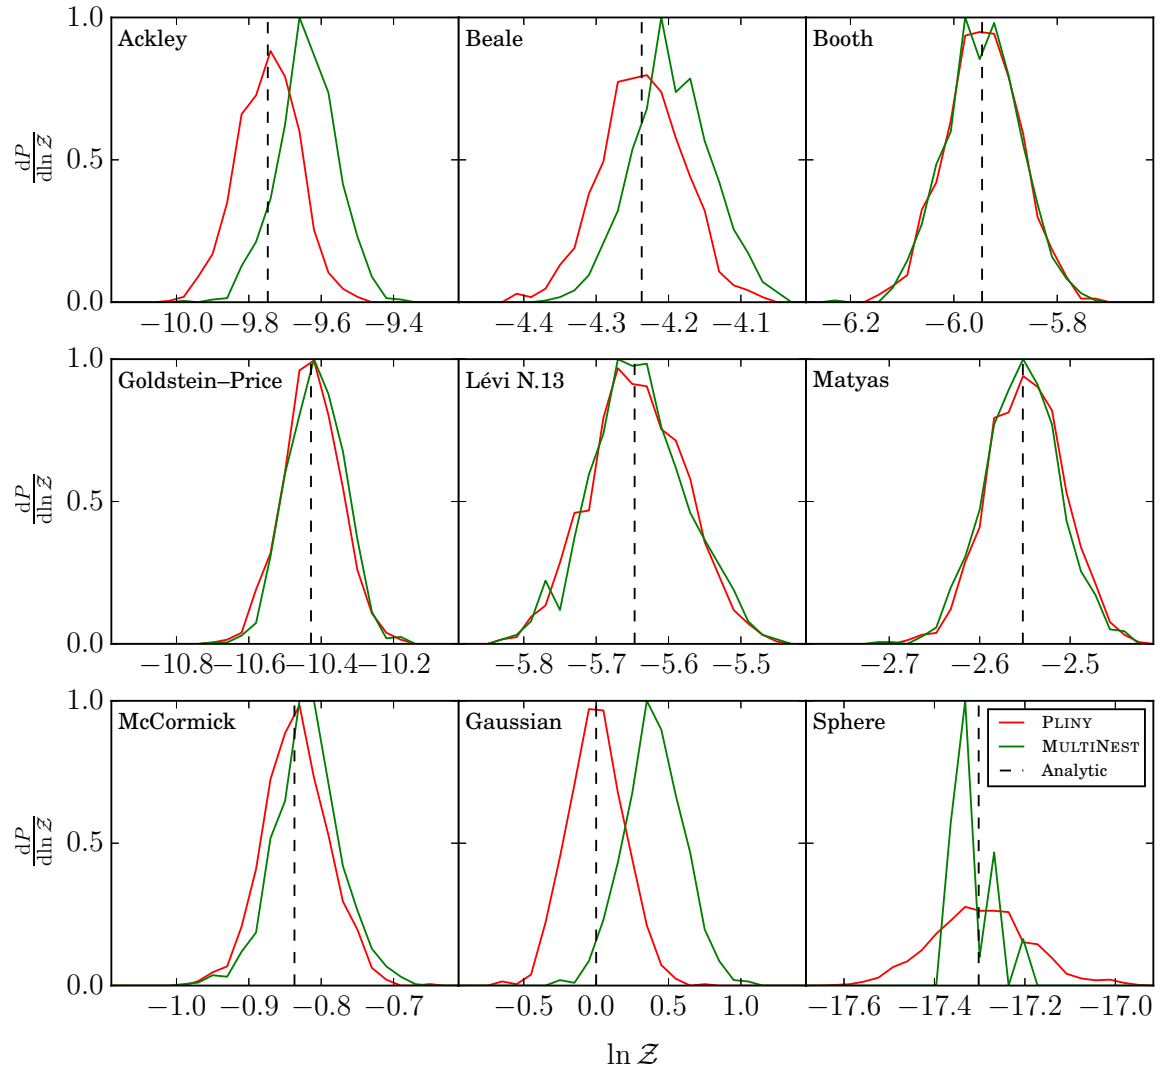 Ackley
Beale
Booth
1.0
0.5
0.0
dP
dln Z
−10.0 −9.8 −9.6 −9.4
−4.4 −4.3 −4.2 −4.1
−6.2 −6.0 −5.8
Goldstein–Price
Lévi N.13
Matyas
1.0
0.5
0.0
dP
dln Z
−10.8 −10.6 −10.4 −10.2
−5.8 −5.7 −5.6 −5.5
−2.7 −2.6 −2.5
McCormick
Gaussian
Sphere
PLINY
MULTINEST
Analytic
1.0
0.5
0.0
dP
dln Z
−1.0 −0.9 −0.8 −0.7
−0.5 0.0 0.5 1.0
−17.6 −17.4 −17.2 −17.0
ln Z